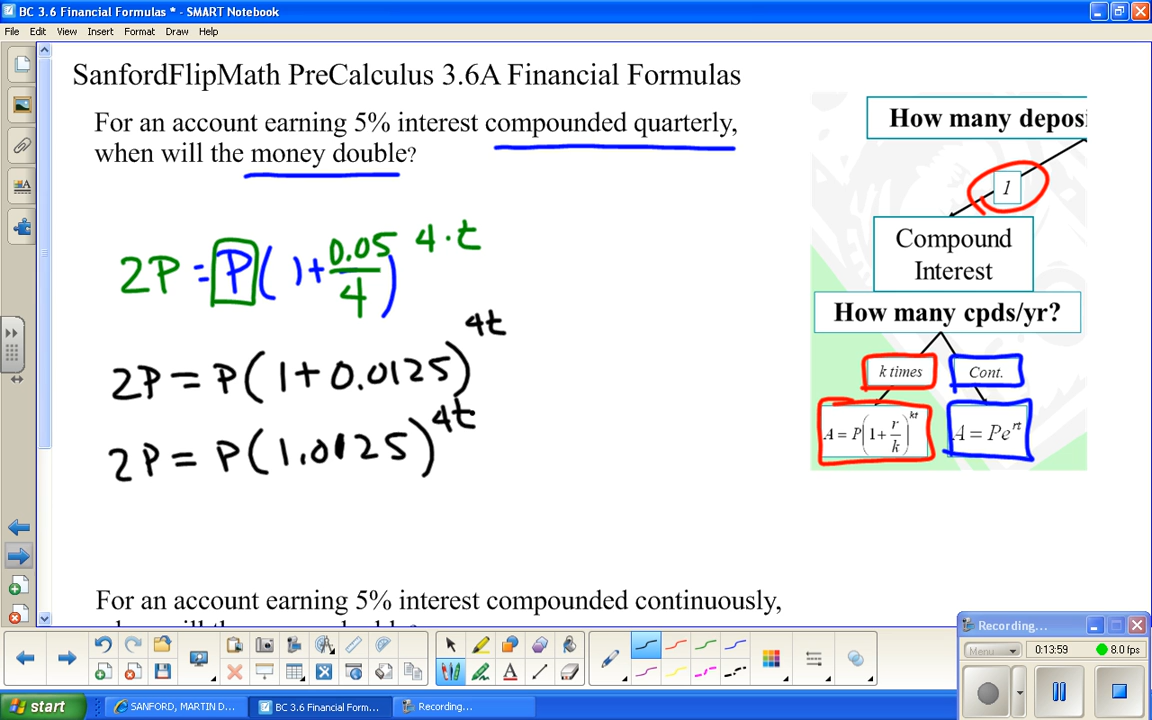 BC 3.6 Financial Formulas * - SMART Notebook
File Edit View Insert Format Draw Help
SanfordFlipMath PreCalculus 3.6A Financial Formulas
For an account earning 5% interest compounded quarterly,
when will the money double?
2P = P(1+0.05/4)^4·t
2P = P(1+0.0125)^4t
2P = P(1.0125)^4t
How many depos
1
Compound
Interest
How many cpds/yr?
k times Cont.
A = P(1+r/k)^kt A = Pe^rt
For an account earning 5% interest compounded continuously,
Recording...
Menu 0:13:59 8.0 fps
start SANFORD, MARTIN D... BC 3.6 Financial Form... Recording...